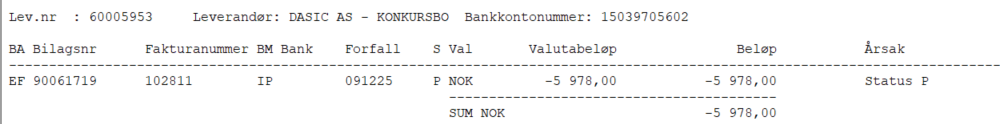 Lev.nr : 60005953 Leverandør: DASIC AS - KONKURSBO Bankkontonummer: 15039705602
BA Bilagsnr Fakturanummer BM Bank Forfall S Val Valutabeløp Beløp Årsak
EF 90061719 102811 IP 091225 P NOK -5 978,00 -5 978,00 Status P
SUM NOK -5 978,00